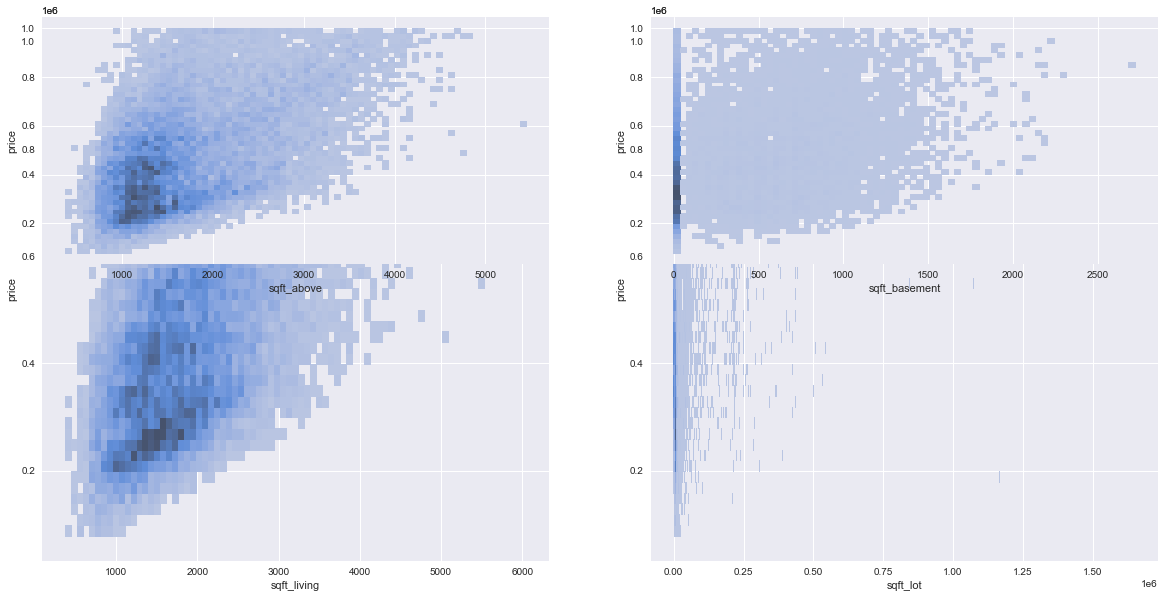 1e6 1e6
1.0 1.0
1.0 1.0
0.8 0.8
0.6 0.6
price price
0.8 0.8
0.4 0.4
0.2 0.2
0.6 0.6
1000 2000 3000 4000 5000 0 500 1000 1500 2000 2500
sqft_above sqft_basement
price price
0.4 0.4
0.2 0.2
1000 2000 3000 4000 5000 6000 0.00 0.25 0.50 0.75 1.00 1.25 1.50
sqft_living sqft_lot 1e6